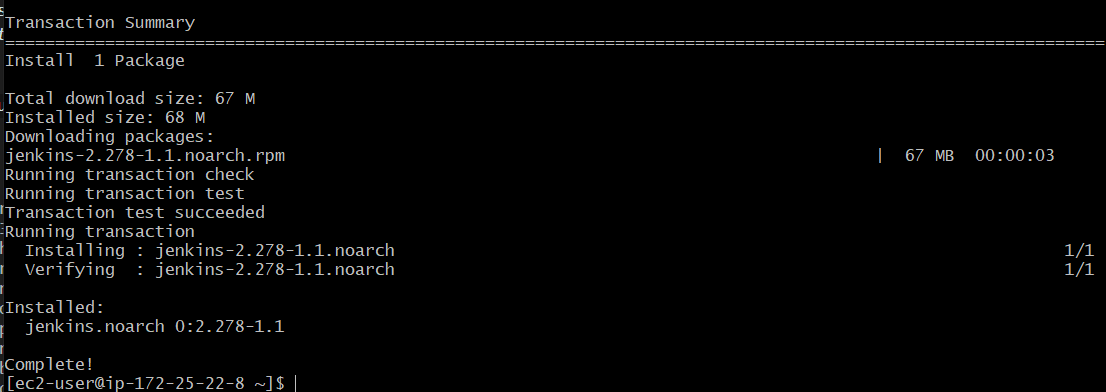 Transaction Summary
================================================================================================================
Install  1 Package
Total download size: 67 M
Installed size: 68 M
Downloading packages:
jenkins-2.278-1.1.noarch.rpm | 67 MB 00:00:03
Running transaction check
Running transaction test
Transaction test succeeded
Running transaction
Installing : jenkins-2.278-1.1.noarch 1/1
Verifying  : jenkins-2.278-1.1.noarch 1/1
Installed:
jenkins.noarch 0:2.278-1.1
Complete!
[ec2-user@ip-172-25-22-8 ~]$